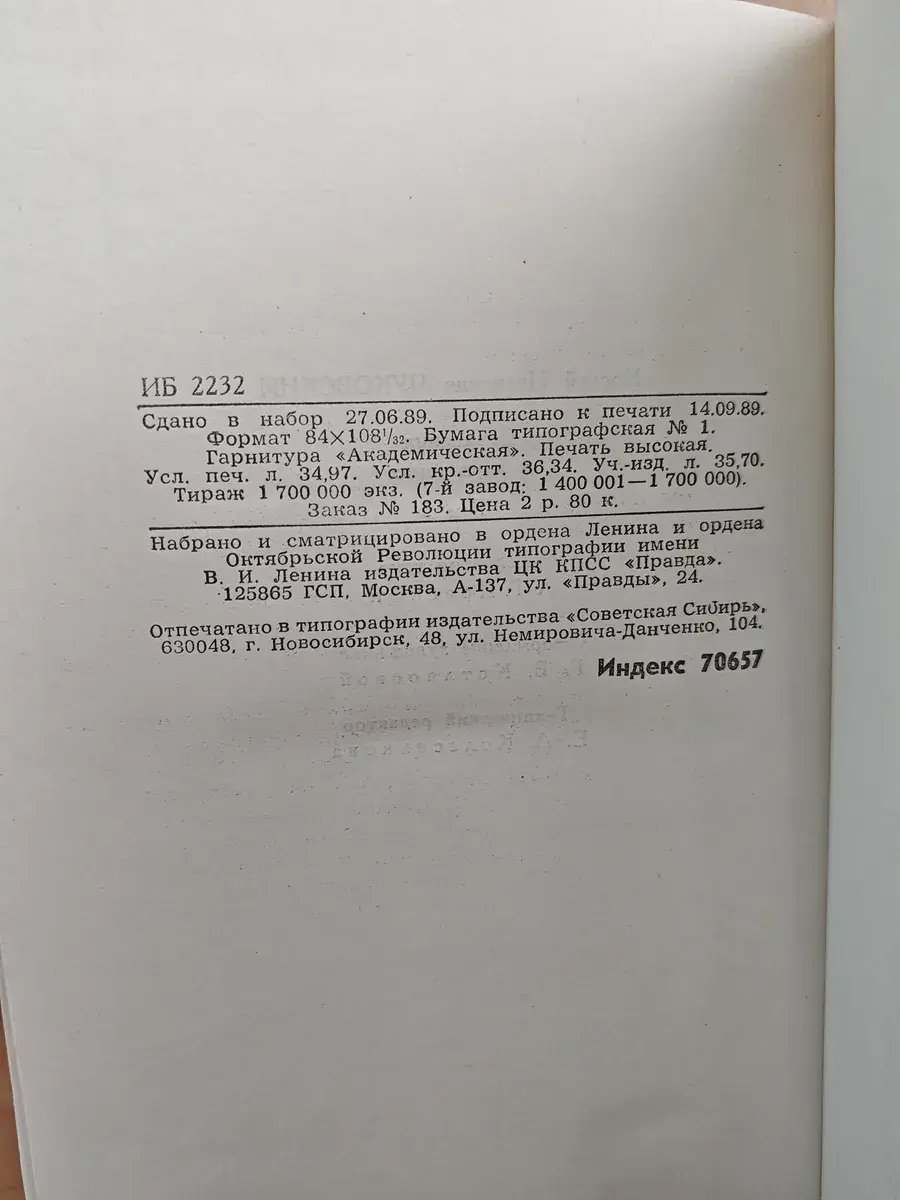 ИБ 2232
Сдано в набор 27.06.89. Подписано к печати 14.09.89.
Формат 84×108¹/₃₂. Бумага типографская № 1.
Гарнитура «Академическая». Печать высокая.
Усл. печ. л. 34,97. Усл. кр.-отт. 36,34. Уч.-изд. л. 35,70.
Тираж 1 700 000 экз. (7-й завод: 1 400 001—1 700 000).
Заказ № 183. Цена 2 р. 80 к.
Набрано и сматрицировано в ордена Ленина и ордена
Октябрьской Революции типографии имени
В. И. Ленина издательства ЦК КПСС «Правда».
125865 ГСП, Москва, А-137, ул. «Правды», 24.
Отпечатано в типографии издательства «Советская Сибирь»,
630048, г. Новосибирск, 48, ул. Немировича-Данченко, 104.
Индекс 70657